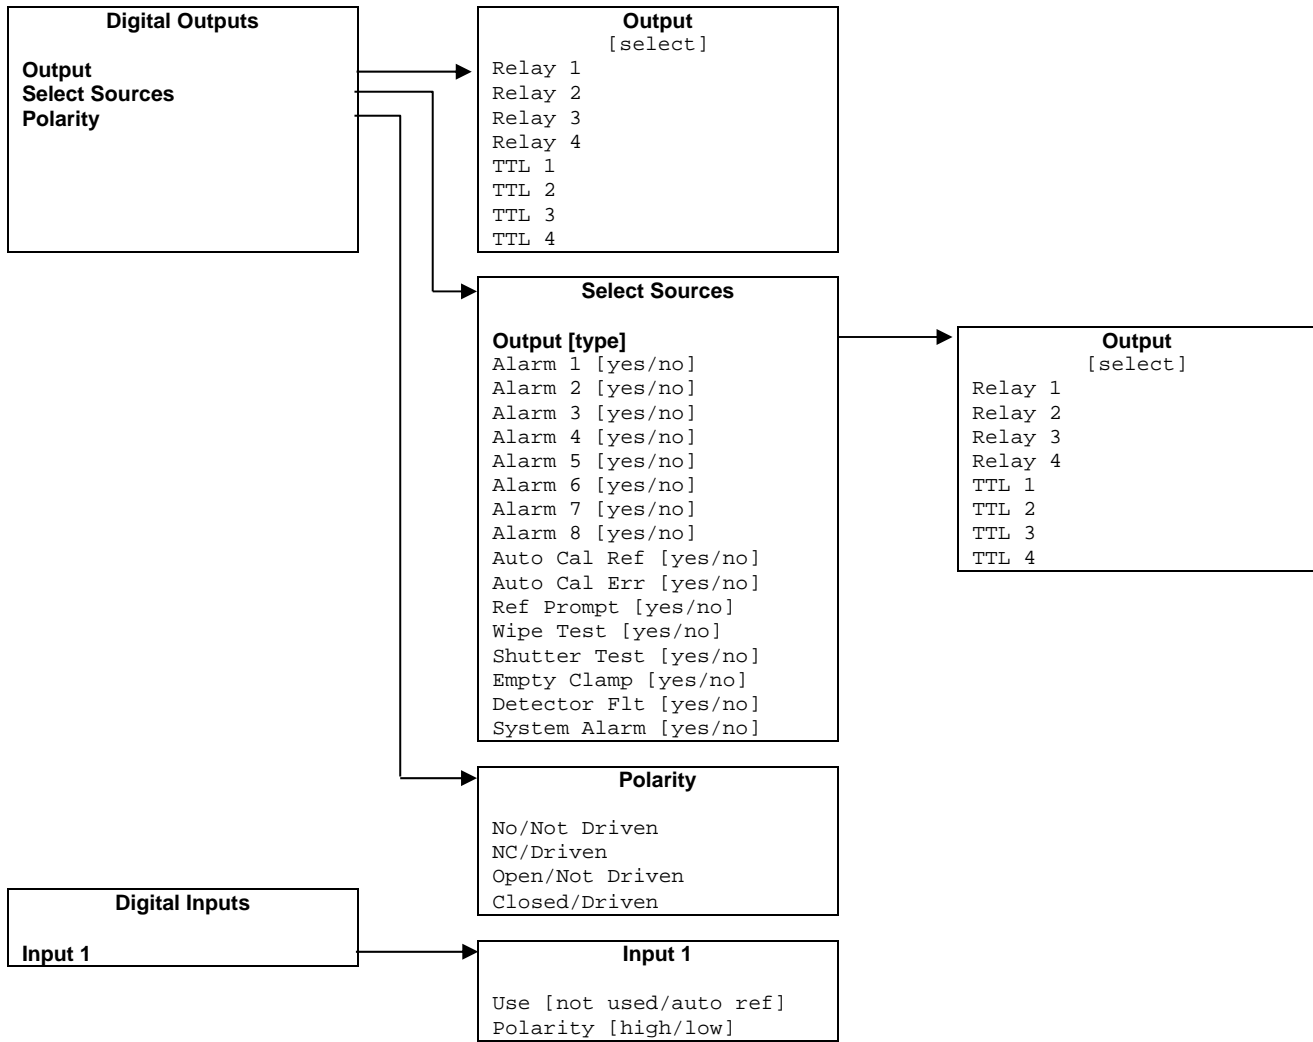 Digital Outputs
Output
Select Sources
Polarity
Output
[select]
Relay 1
Relay 2
Relay 3
Relay 4
TTL 1
TTL 2
TTL 3
TTL 4
Select Sources
Output [type]
Alarm 1 [yes/no]
Alarm 2 [yes/no]
Alarm 3 [yes/no]
Alarm 4 [yes/no]
Alarm 5 [yes/no]
Alarm 6 [yes/no]
Alarm 7 [yes/no]
Alarm 8 [yes/no]
Auto Cal Ref [yes/no]
Auto Cal Err [yes/no]
Ref Prompt [yes/no]
Wipe Test [yes/no]
Shutter Test [yes/no]
Empty Clamp [yes/no]
Detector Flt [yes/no]
System Alarm [yes/no]
Output
[select]
Relay 1
Relay 2
Relay 3
Relay 4
TTL 1
TTL 2
TTL 3
TTL 4
Polarity
No/Not Driven
NC/Driven
Open/Not Driven
Closed/Driven
Digital Inputs
Input 1
Input 1
Use [not used/auto ref]
Polarity [high/low]